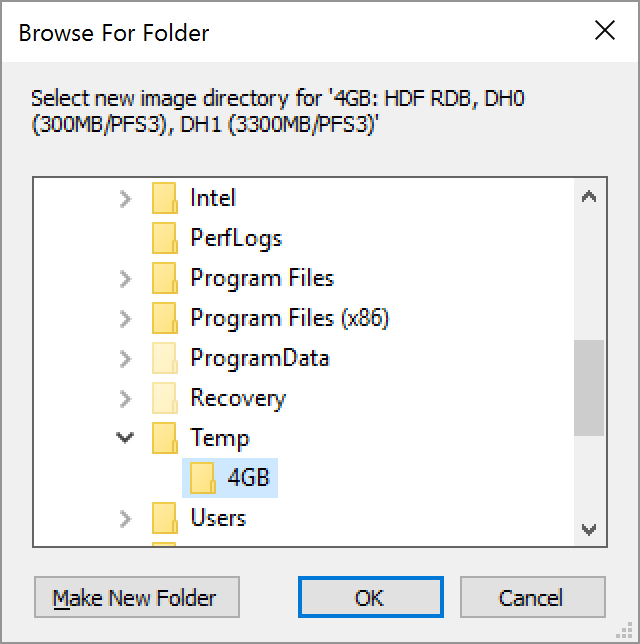 Browse For Folder
Select new image directory for '4GB: HDF RDB, DH0
(300MB/PFS3), DH1 (3300MB/PFS3)'
Intel
PerfLogs
Program Files
Program Files (x86)
ProgramData
Recovery
Temp
4GB
Users
Make New Folder
OK
Cancel